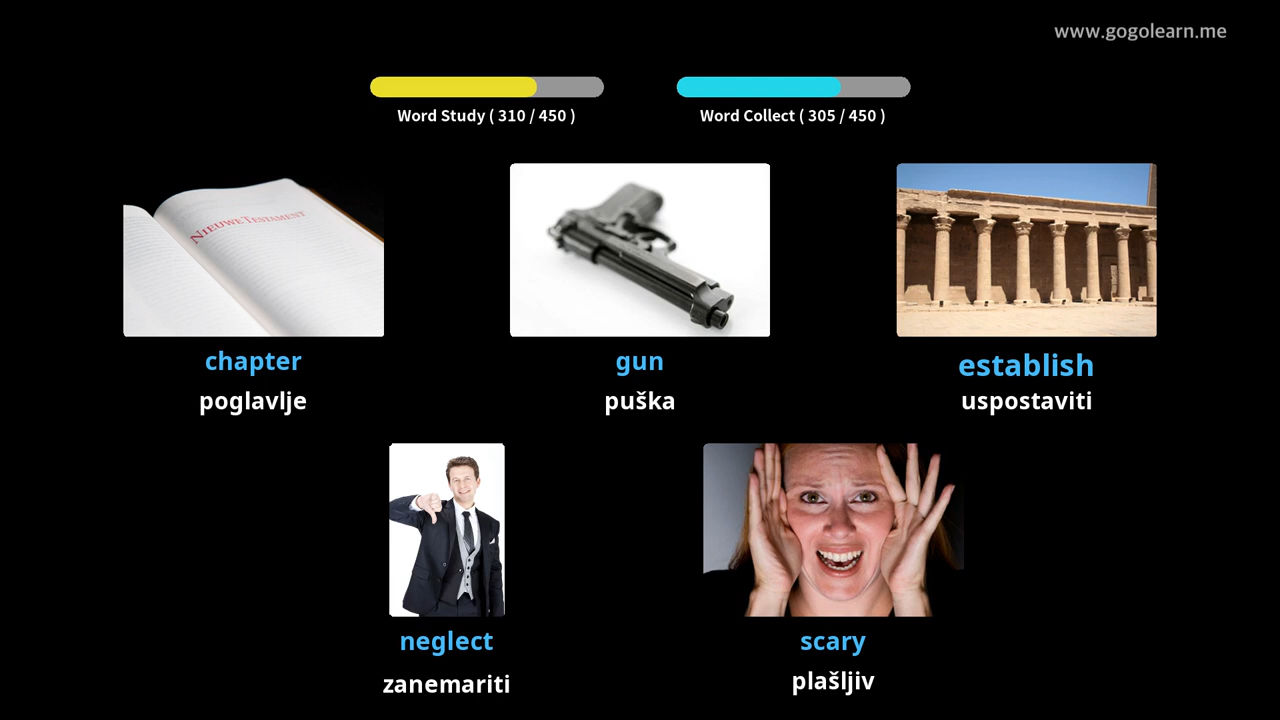 www.gogolearn.me
Word Study ( 310 / 450 )
Word Collect ( 305 / 450 )
NIEUWE TESTAMENT
chapter
poglavlje
gun
puška
establish
uspostaviti
neglect
zanemariti
scary
plašljiv